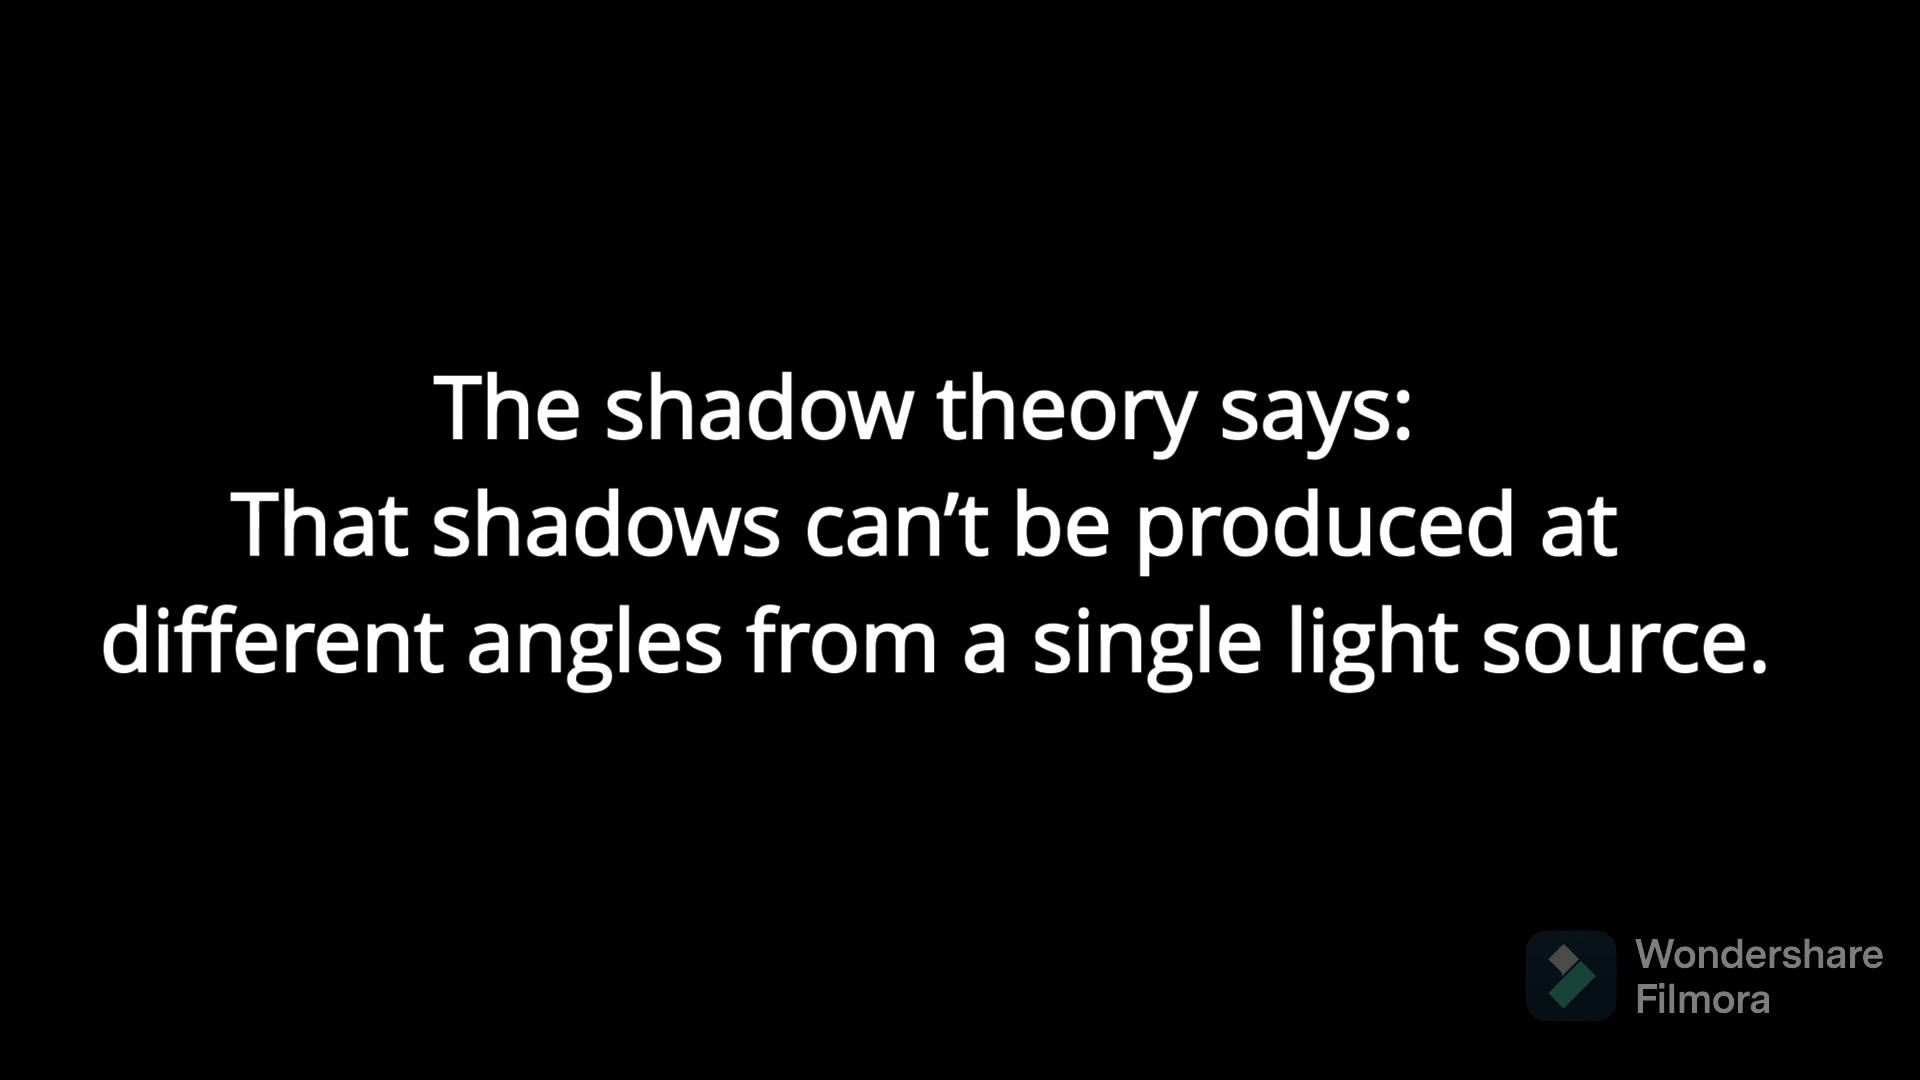 The shadow theory says:
That shadows can’t be produced at
different angles from a single light source.
Wondershare
Filmora